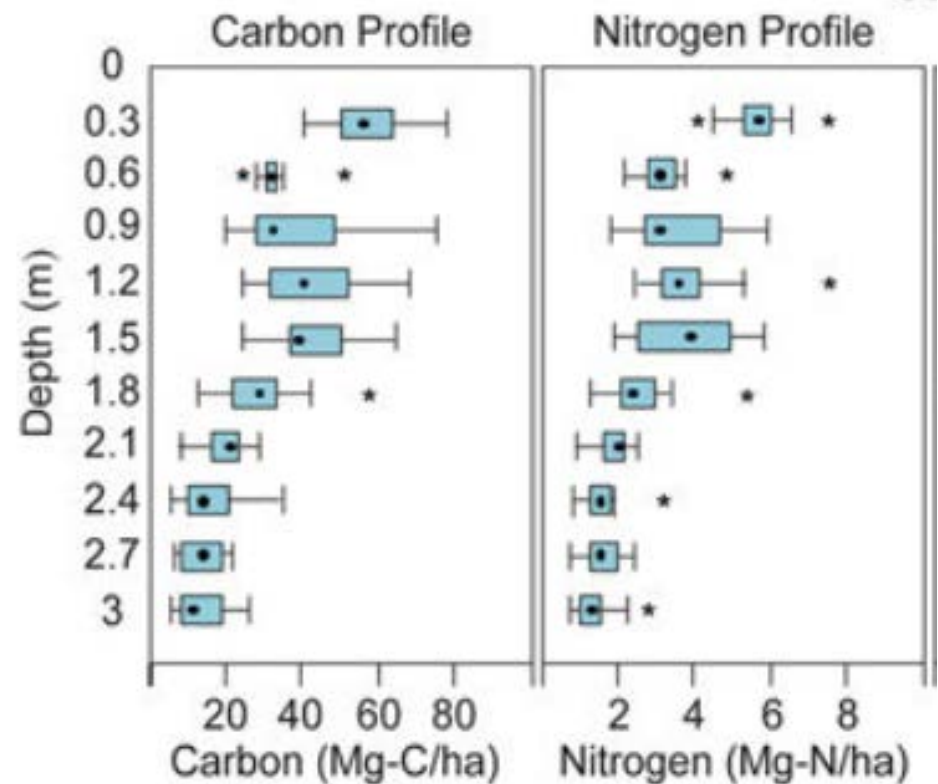 Carbon Profile
Nitrogen Profile
Depth (m)
0
0.3
0.6
0.9
1.2
1.5
1.8
2.1
2.4
2.7
3
20 40 60 80
2 4 6 8
Carbon (Mg-C/ha)
Nitrogen (Mg-N/ha)